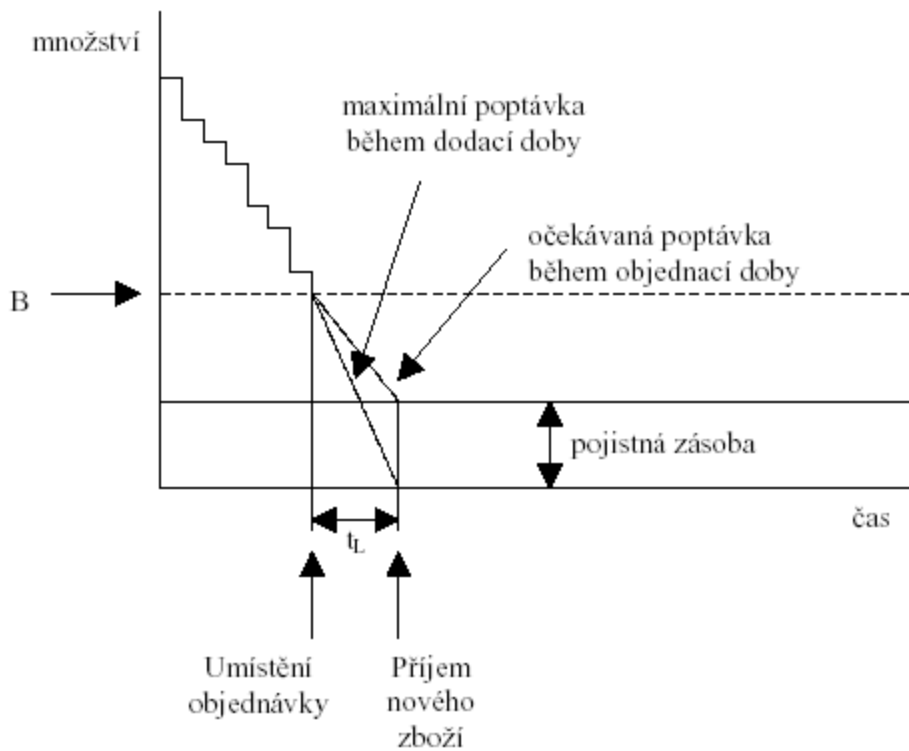 množství
maximální poptávka
během dodací doby
očekávaná poptávka
během objednací doby
B
pojistná zásoba
čas
tL
Umístění
objednávky
Příjem
nového
zboží